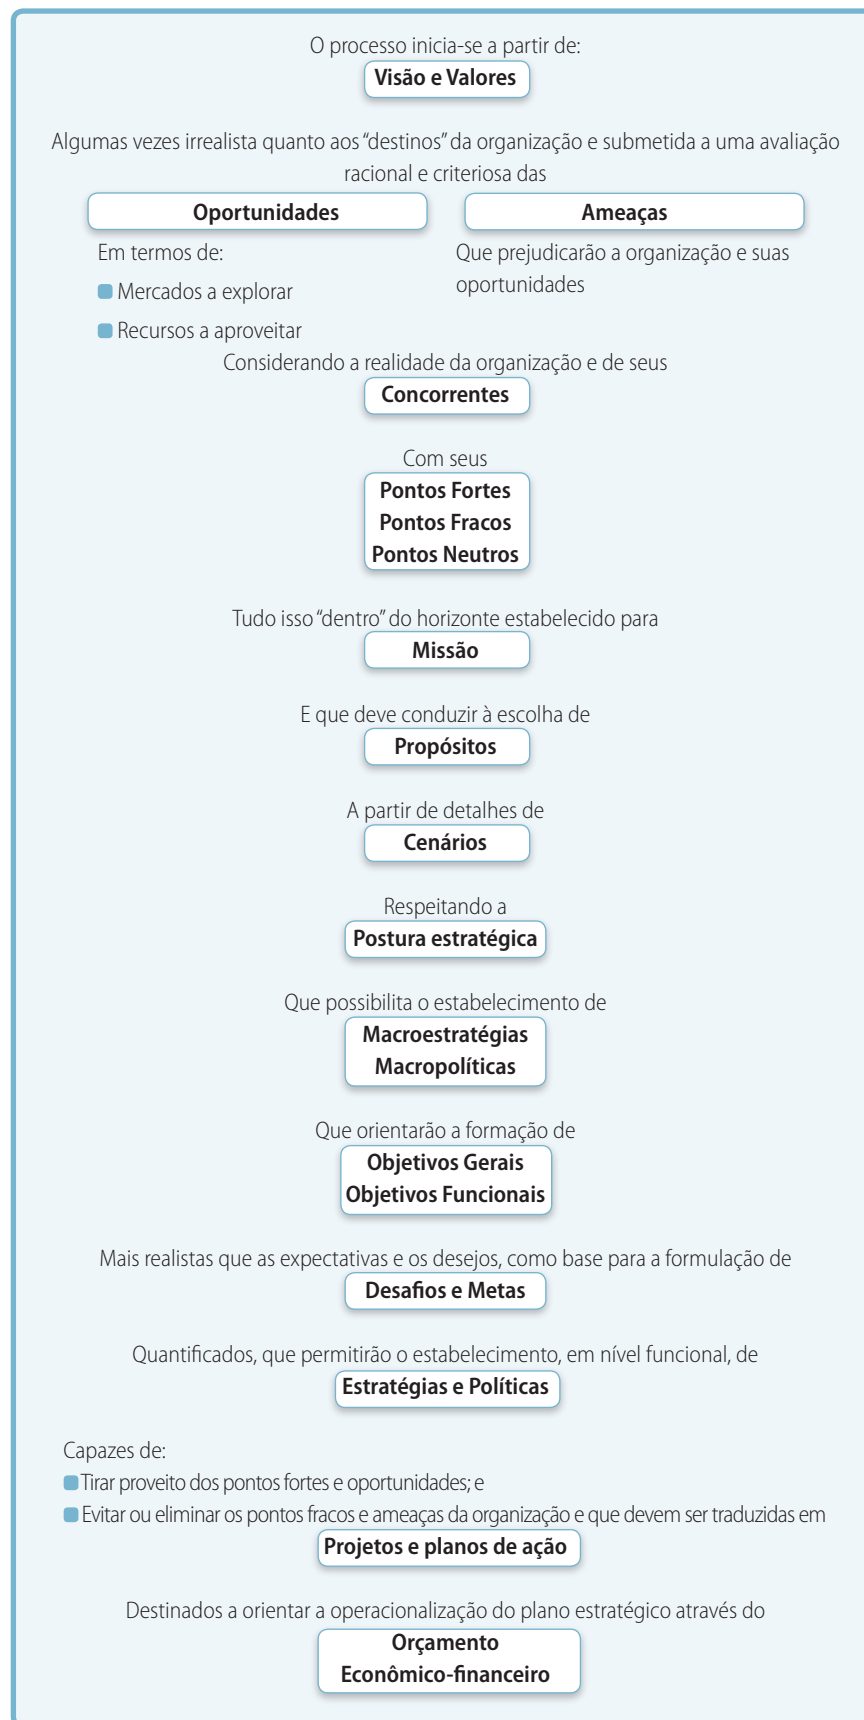 O processo inicia-se a partir de:
Visão e Valores
Algumas vezes irrealista quanto aos “destinos” da organização e submetida a uma avaliação
racional e criteriosa das
Oportunidades
Ameaças
Em termos de:
Mercados a explorar
Recursos a aproveitar
Que prejudicarão a organização e suas
oportunidades
Considerando a realidade da organização e de seus
Concorrentes
Com seus
Pontos Fortes
Pontos Fracos
Pontos Neutros
Tudo isso “dentro” do horizonte estabelecido para
Missão
E que deve conduzir à escolha de
Propósitos
A partir de detalhes de
Cenários
Respeitando a
Postura estratégica
Que possibilita o estabelecimento de
Macroestratégias
Macropolíticas
Que orientarão a formação de
Objetivos Gerais
Objetivos Funcionais
Mais realistas que as expectativas e os desejos, como base para a formulação de
Desafios e Metas
Quantificados, que permitirão o estabelecimento, em nível funcional, de
Estratégias e Políticas
Capazes de:
Tirar proveito dos pontos fortes e oportunidades; e
Evitar ou eliminar os pontos fracos e ameaças da organização e que devem ser traduzidas em
Projetos e planos de ação
Destinados a orientar a operacionalização do plano estratégico através do
Orçamento
Econômico-financeiro